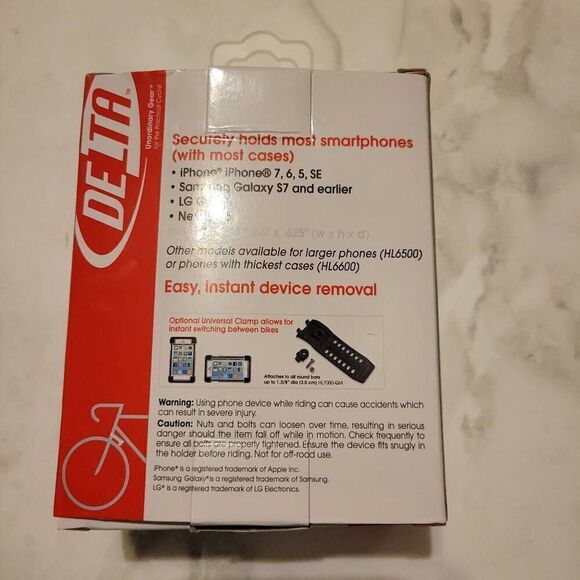 DELTA™
Unordinary Gear™
for the Practical Cyclist
Securely holds most smartphones
(with most cases)
• iPhone® iPhone® 7, 6, 5, SE
• Samsung Galaxy S7 and earlier
• LG
•
x 6" x .625" (w x h x d)
Other models available for larger phones (HL6500)
or phones with thickest cases (HL6600)
Easy, instant device removal
Optional Universal Clamp allows for
instant switching between bikes
Attaches to all round bars
up to 1.3/8" dia (3.5 cm) HL7000-QM
Warning: Using phone device while riding can cause accidents which
can result in severe injury.
Caution: Nuts and bolts can loosen over time, resulting in serious
danger should the item fall off while in motion. Check frequently to
ensure all bolts are properly tightened. Ensure the device fits snugly in
the holder before riding. Not for off-road use.
iPhone® is a registered trademark of Apple Inc.
Samsung Galaxy® is a registered trademark of Samsung.
LG® is a registered trademark of LG Electronics.